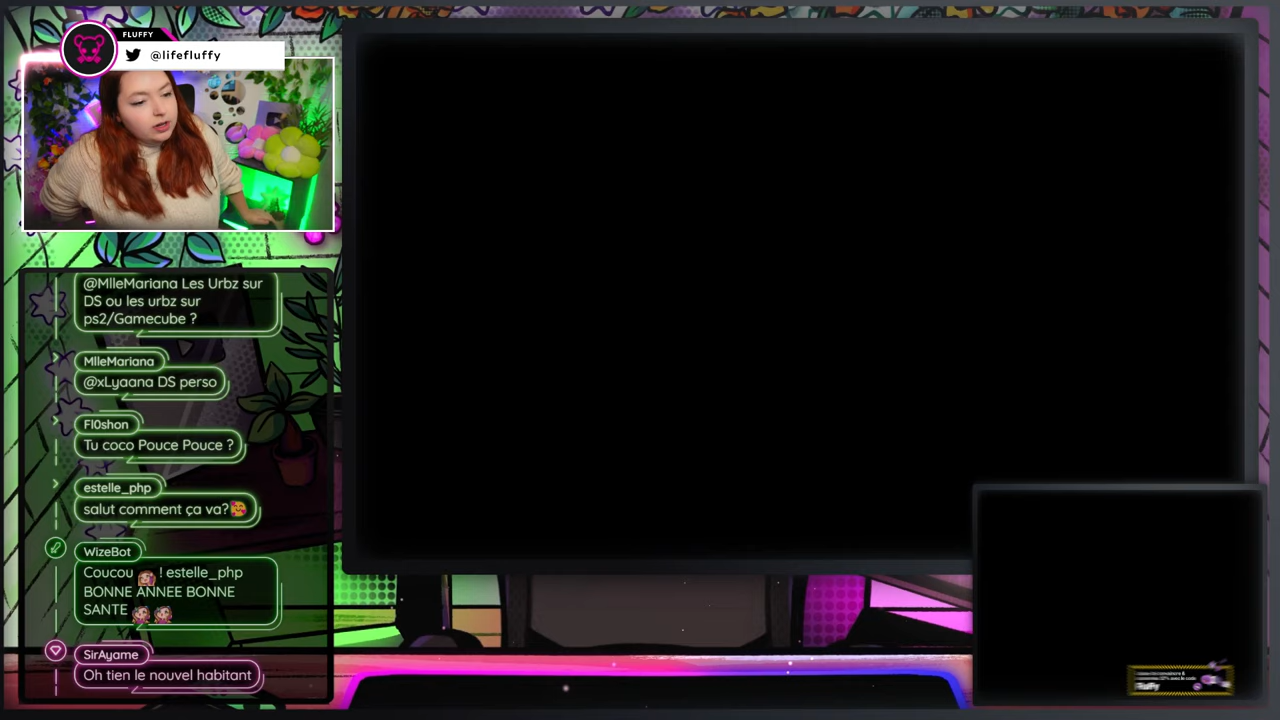 FLUFFY
@lifefluffy
@MlleMariana Les Urbz sur
DS ou les urbz sur
ps2/Gamecube ?
MlleMariana
@xLyaana DS perso
Fl0shon
Tu coco Pouce Pouce ?
estelle_php
salut comment ça va?
WizeBot
Coucou ! estelle_php
BONNE ANNEE BONNE
SANTE
SirAyame
Oh tien le nouvel habitant
Fluffy